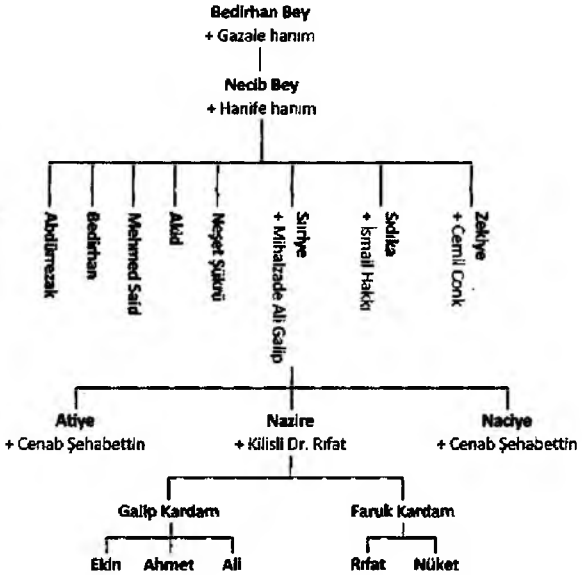 Bedirhan Bey
+ Gazale hanım
Necib Bey
+ Hanife hanım
Abdürrezak
Bedirhan
Mehmed Said
Akid
Neşet Şükrü
Sırriye
+ Mihalzade Ali Galip
Sıdıka
+ İsmail Hakkı
Zekiye
+ Cemil Conk
Atiye
+ Cenab Şehabettin
Nazire
+ Kilisli Dr. Rıfat
Naciye
+ Cenab Şehabettin
Galip Kardam
Faruk Kardam
Ekin
Ahmet
Ali
Rıfat
Nüket